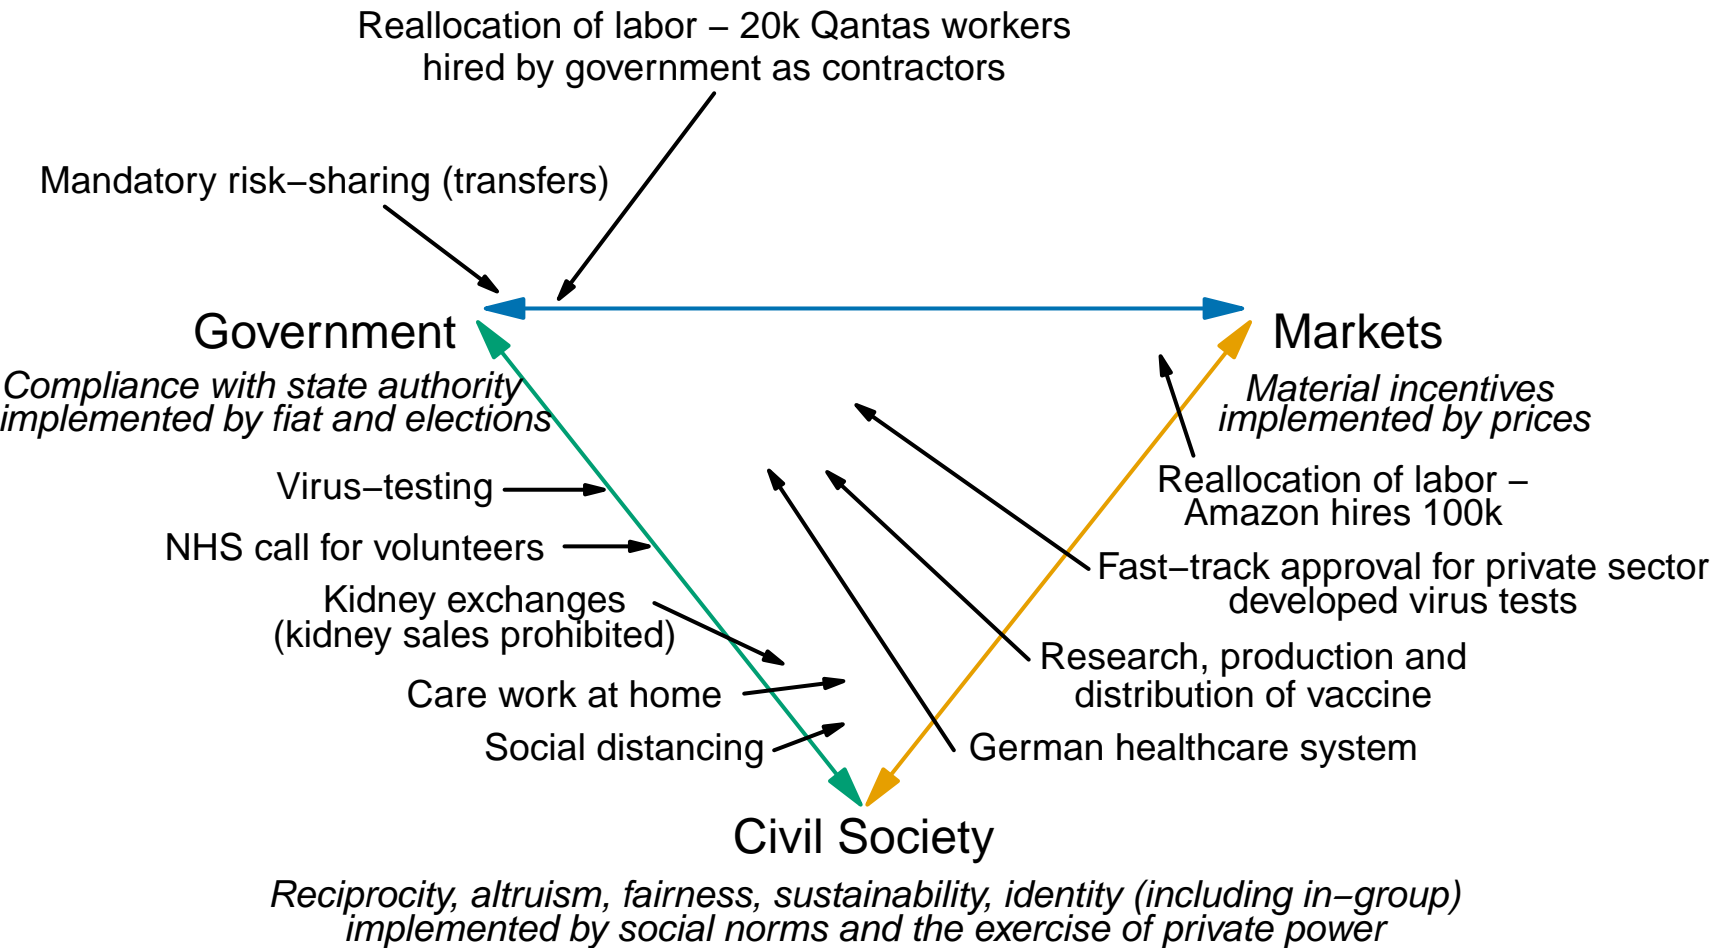 Reallocation of labor – 20k Qantas workers
hired by government as contractors
Mandatory risk–sharing (transfers)
Government
Compliance with state authority
implemented by fiat and elections
Markets
Material incentives
implemented by prices
Virus–testing
NHS call for volunteers
Kidney exchanges
(kidney sales prohibited)
Care work at home
Social distancing
Reallocation of labor –
Amazon hires 100k
Fast–track approval for private sector
developed virus tests
Research, production and
distribution of vaccine
German healthcare system
Civil Society
Reciprocity, altruism, fairness, sustainability, identity (including in–group)
implemented by social norms and the exercise of private power